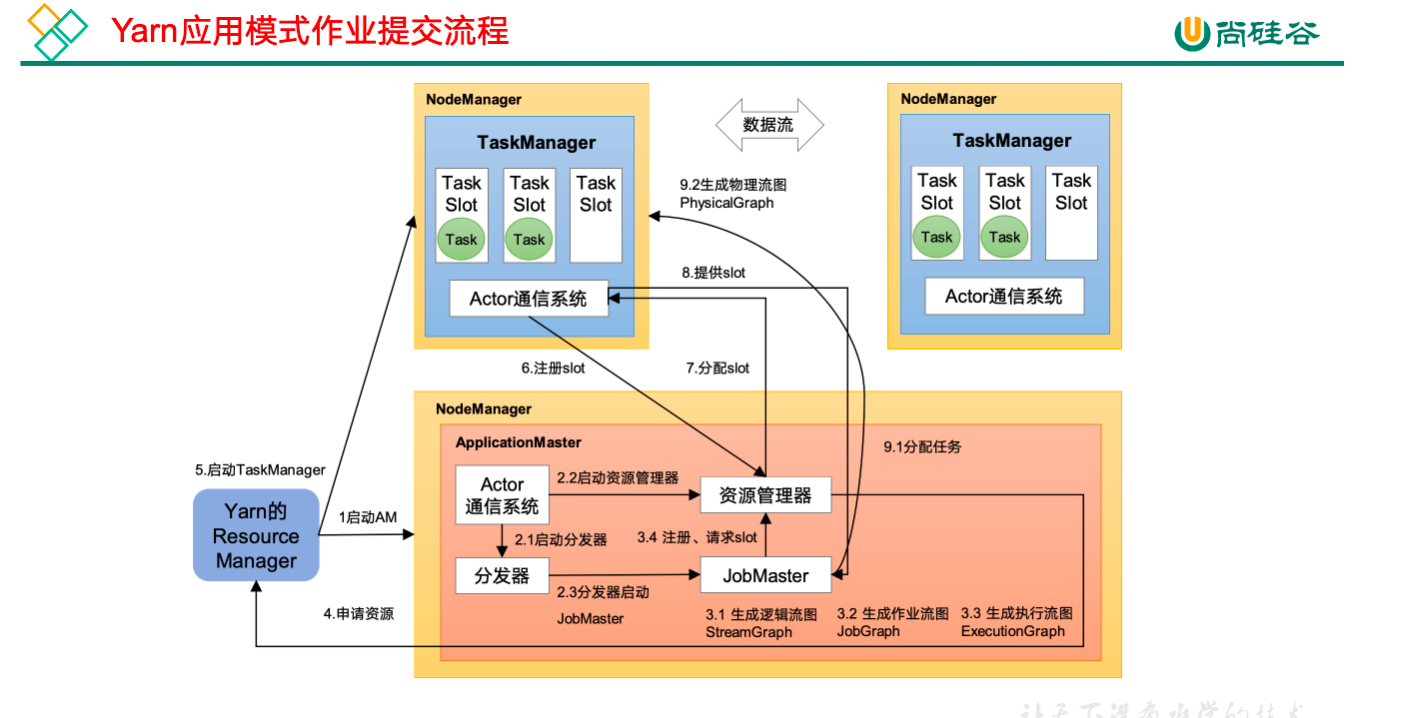 Yarn应用模式作业提交流程
尚硅谷
NodeManager
TaskManager
Task
Slot
Task
Task
Slot
Task
Task
Slot
Actor通信系统
数据流
NodeManager
TaskManager
Task
Slot
Task
Task
Slot
Task
Task
Slot
Actor通信系统
9.2生成物理流图
PhysicalGraph
8.提供slot
6.注册slot
7.分配slot
9.1分配任务
5.启动TaskManager
Yarn的
Resource
Manager
1启动AM
4.申请资源
NodeManager
ApplicationMaster
Actor
通信系统
2.2启动资源管理器
资源管理器
2.1启动分发器
3.4 注册、请求slot
分发器
2.3分发器启动
JobMaster
JobMaster
3.1 生成逻辑流图
StreamGraph
3.2 生成作业流图
JobGraph
3.3 生成执行流图
ExecutionGraph